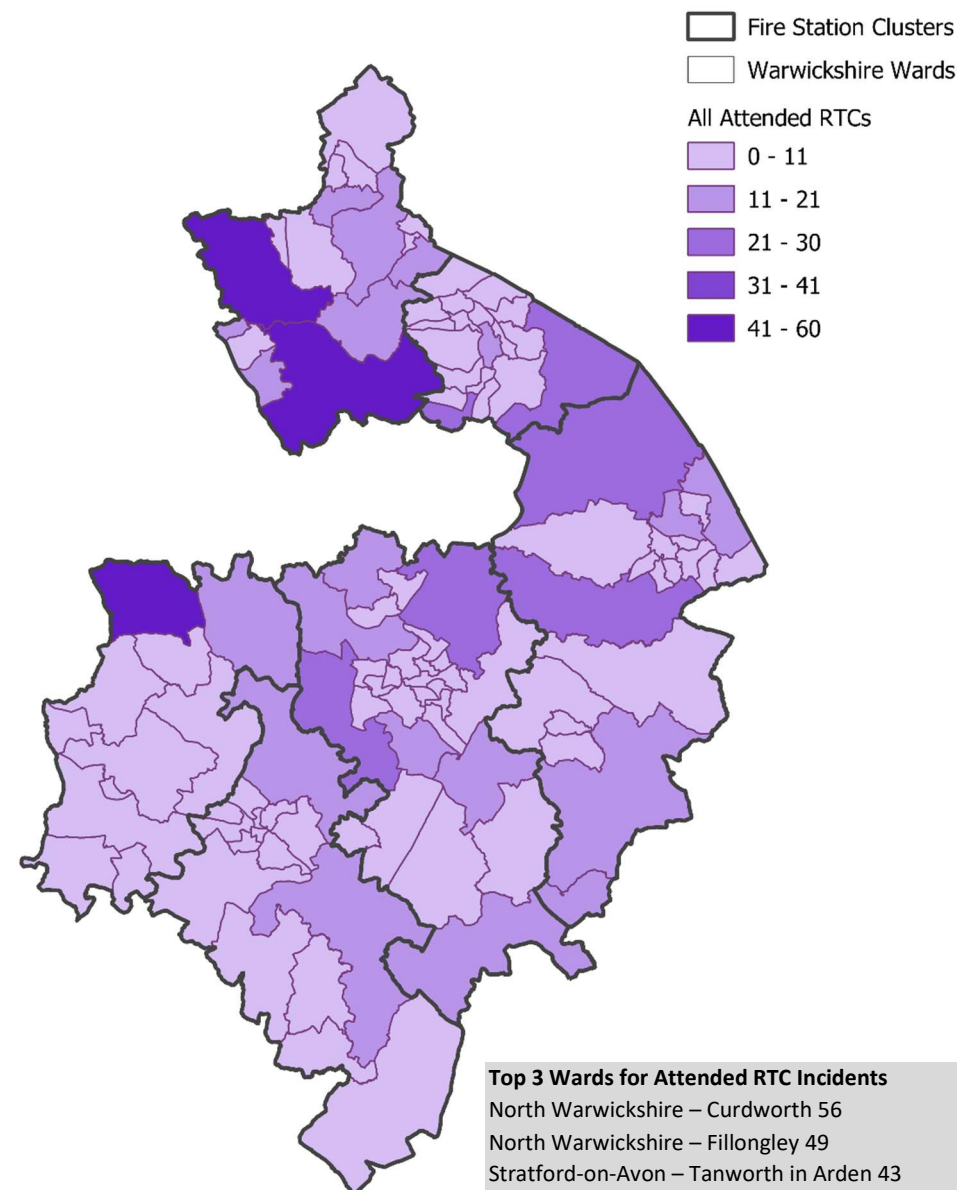 Fire Station Clusters
Warwickshire Wards
All Attended RTCs
0 - 11
11 - 21
21 - 30
31 - 41
41 - 60
Top 3 Wards for Attended RTC Incidents
North Warwickshire – Curdworth 56
North Warwickshire – Fillongley 49
Stratford-on-Avon – Tanworth in Arden 43